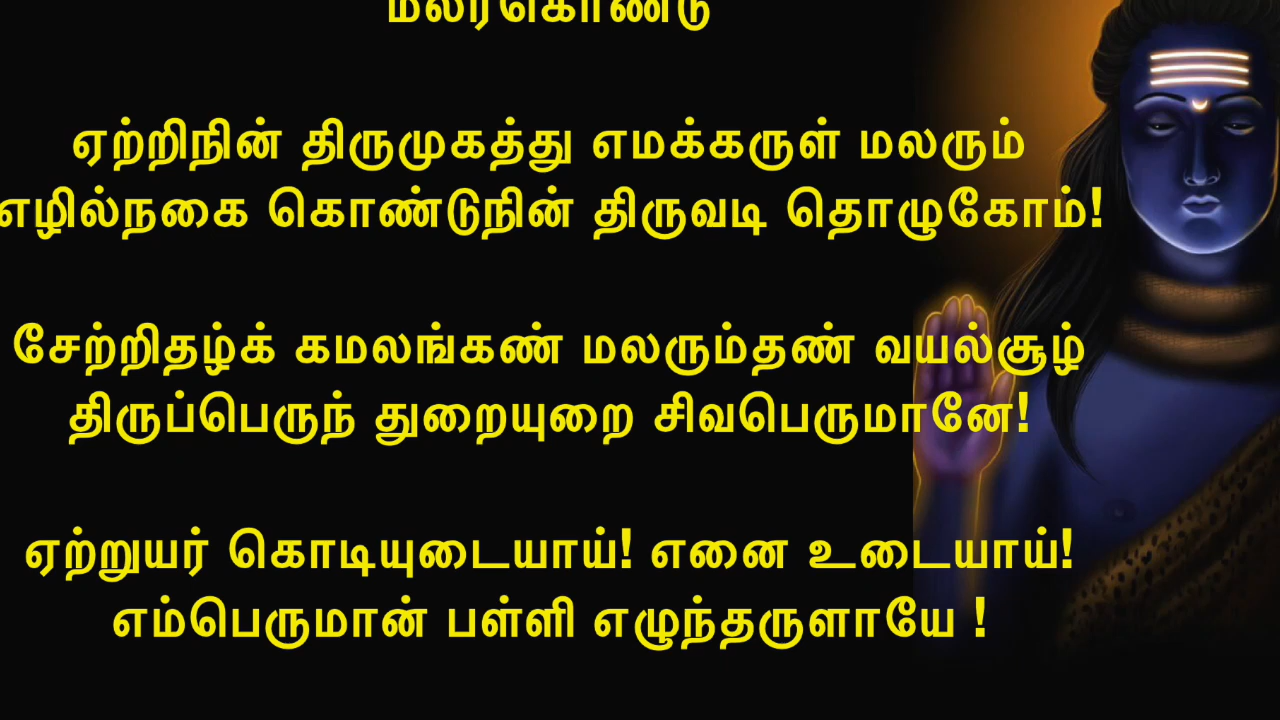 மலர்கொண்டு
ஏற்றிநின் திருமுகத்து எமக்கருள் மலரும்
எழில்நகை கொண்டுநின் திருவடி தொழுகோம்!
சேற்றிதழ்க் கமலங்கண் மலரும்தண் வயல்சூழ்
திருப்பெருந் துறையுறை சிவபெருமானே!
ஏற்றுயர் கொடியுடையாய்! எனை உடையாய்!
எம்பெருமான் பள்ளி எழுந்தருளாயே !